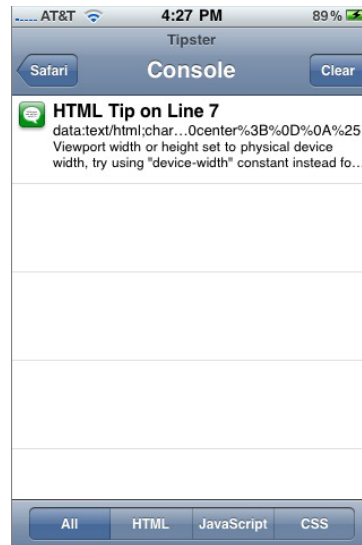 AT&T 4:27 PM 89%
Tipster
Safari Console Clear
HTML Tip on Line 7
data:text/html;char...0center%3B%0D%0A%25
Viewport width or height set to physical device
width, try using "device-width" constant instead fo...
All HTML JavaScript CSS